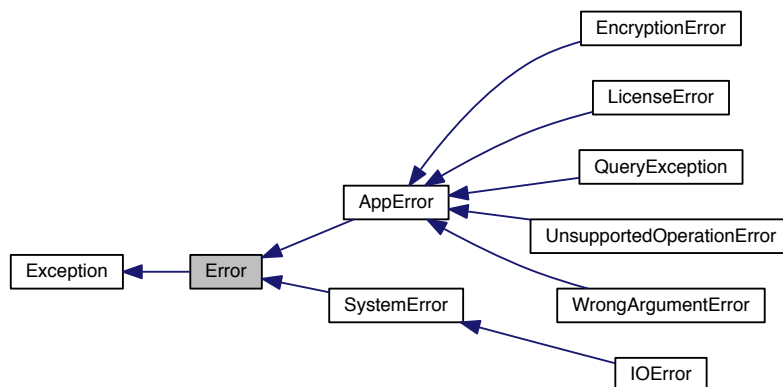 EncryptionError
LicenseError
QueryException
AppError
UnsupportedOperationError
Exception
Error
WrongArgumentError
SystemError
IOError